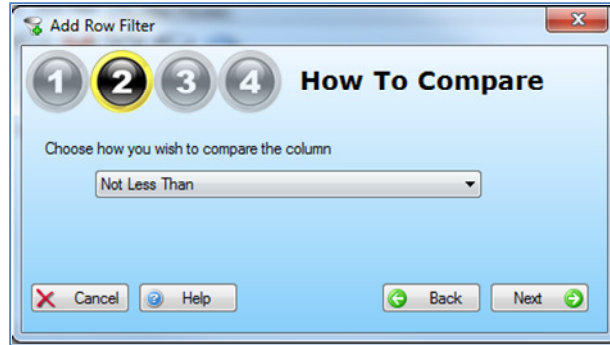 Add Row Filter
1 2 3 4 How To Compare
Choose how you wish to compare the column
Not Less Than
Cancel Help Back Next